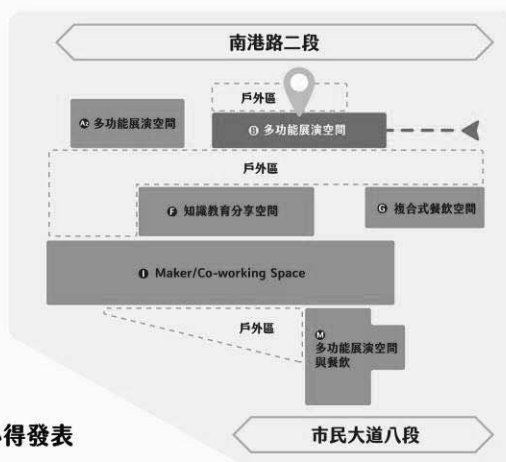 南港路二段
戶外區
A2 多功能展演空間
B 多功能展演空間
戶外區
F 知識教育分享空間
G 複合式餐飲空間
I Maker/Co-working Space
戶外區
M
多功能展演空間
與餐飲
得發表
市民大道八段